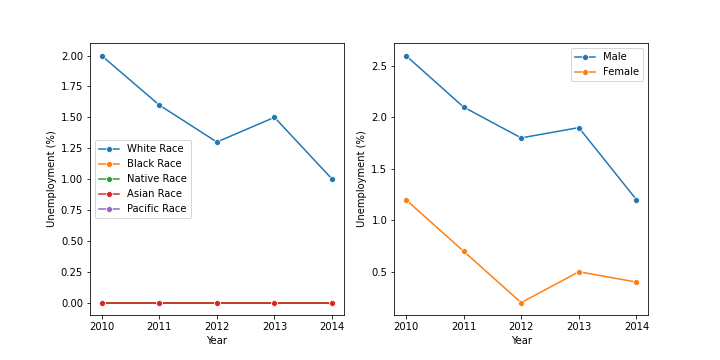 2.00
1.75
1.50
1.25
1.00
0.75
0.50
0.25
0.00
Unemployment (%)
White Race
Black Race
Native Race
Asian Race
Pacific Race
2010 2011 2012 2013 2014
Year
2.5
2.0
1.5
1.0
0.5
Unemployment (%)
Male
Female
2010 2011 2012 2013 2014
Year